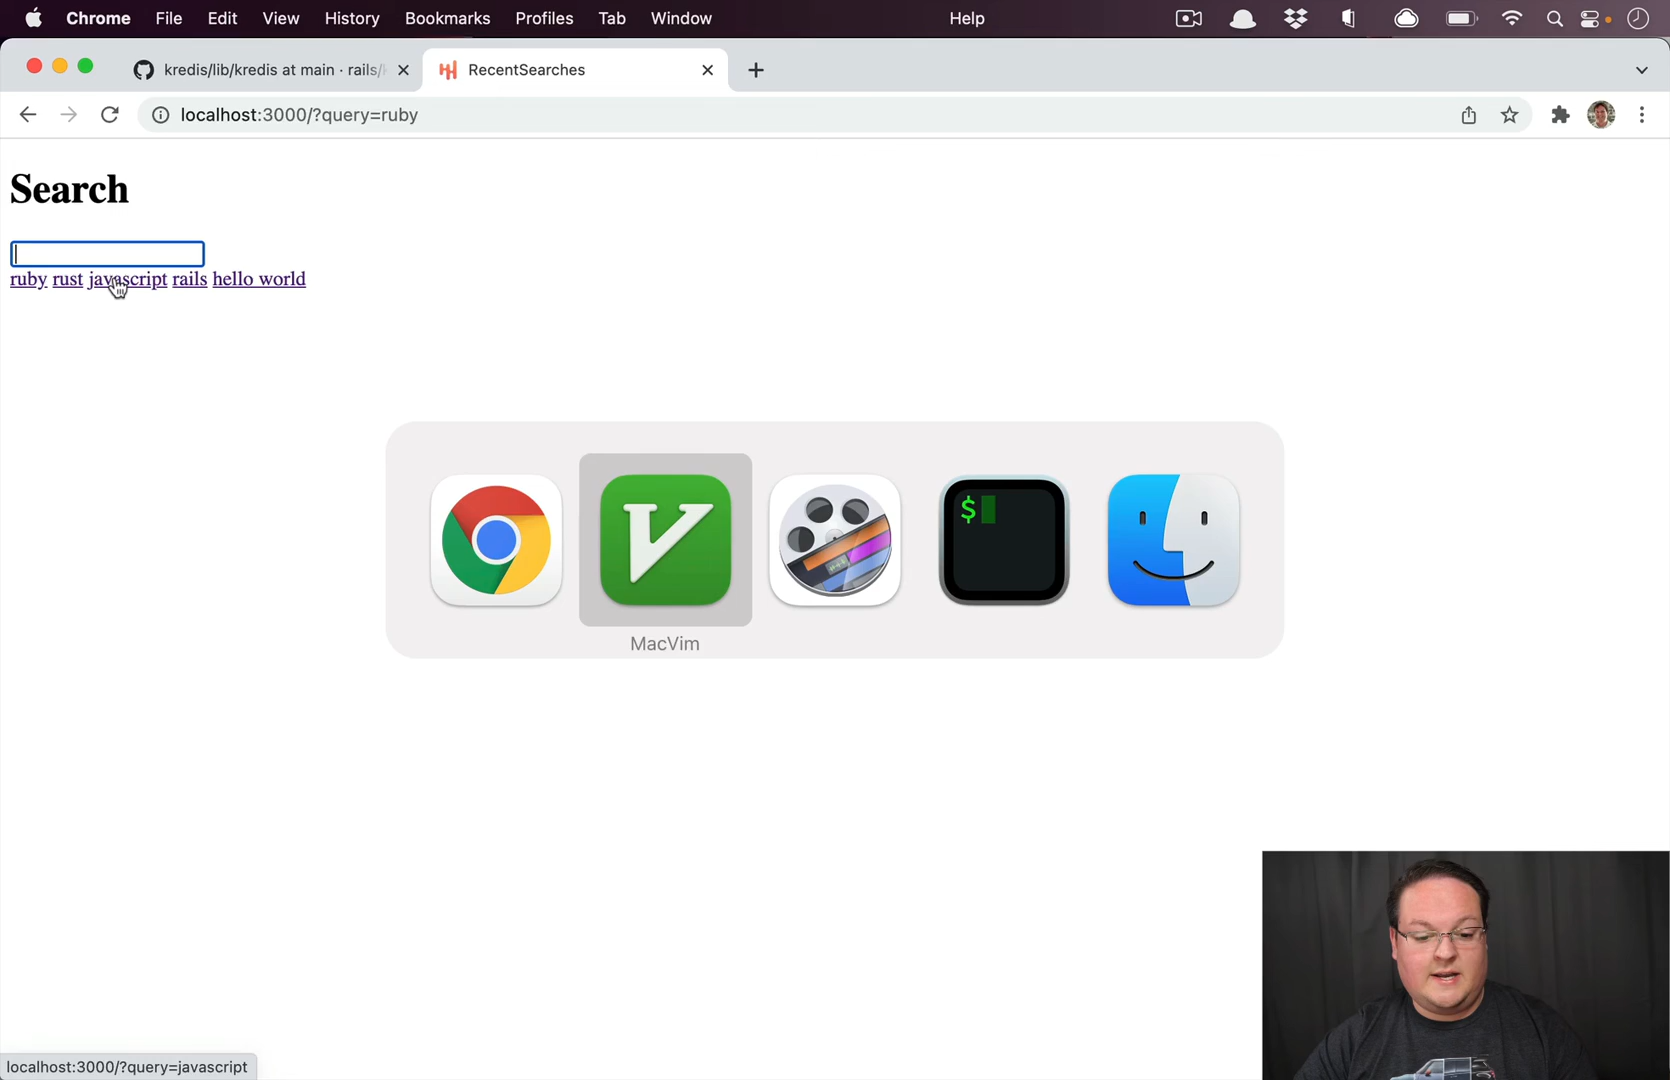 Chrome File Edit View History Bookmarks Profiles Tab Window Help
kredis/lib/kredis at main · rails/
RecentSearches
localhost:3000/?query=ruby
Search
ruby rust javascript rails hello world
$
MacVim
localhost:3000/?query=javascript